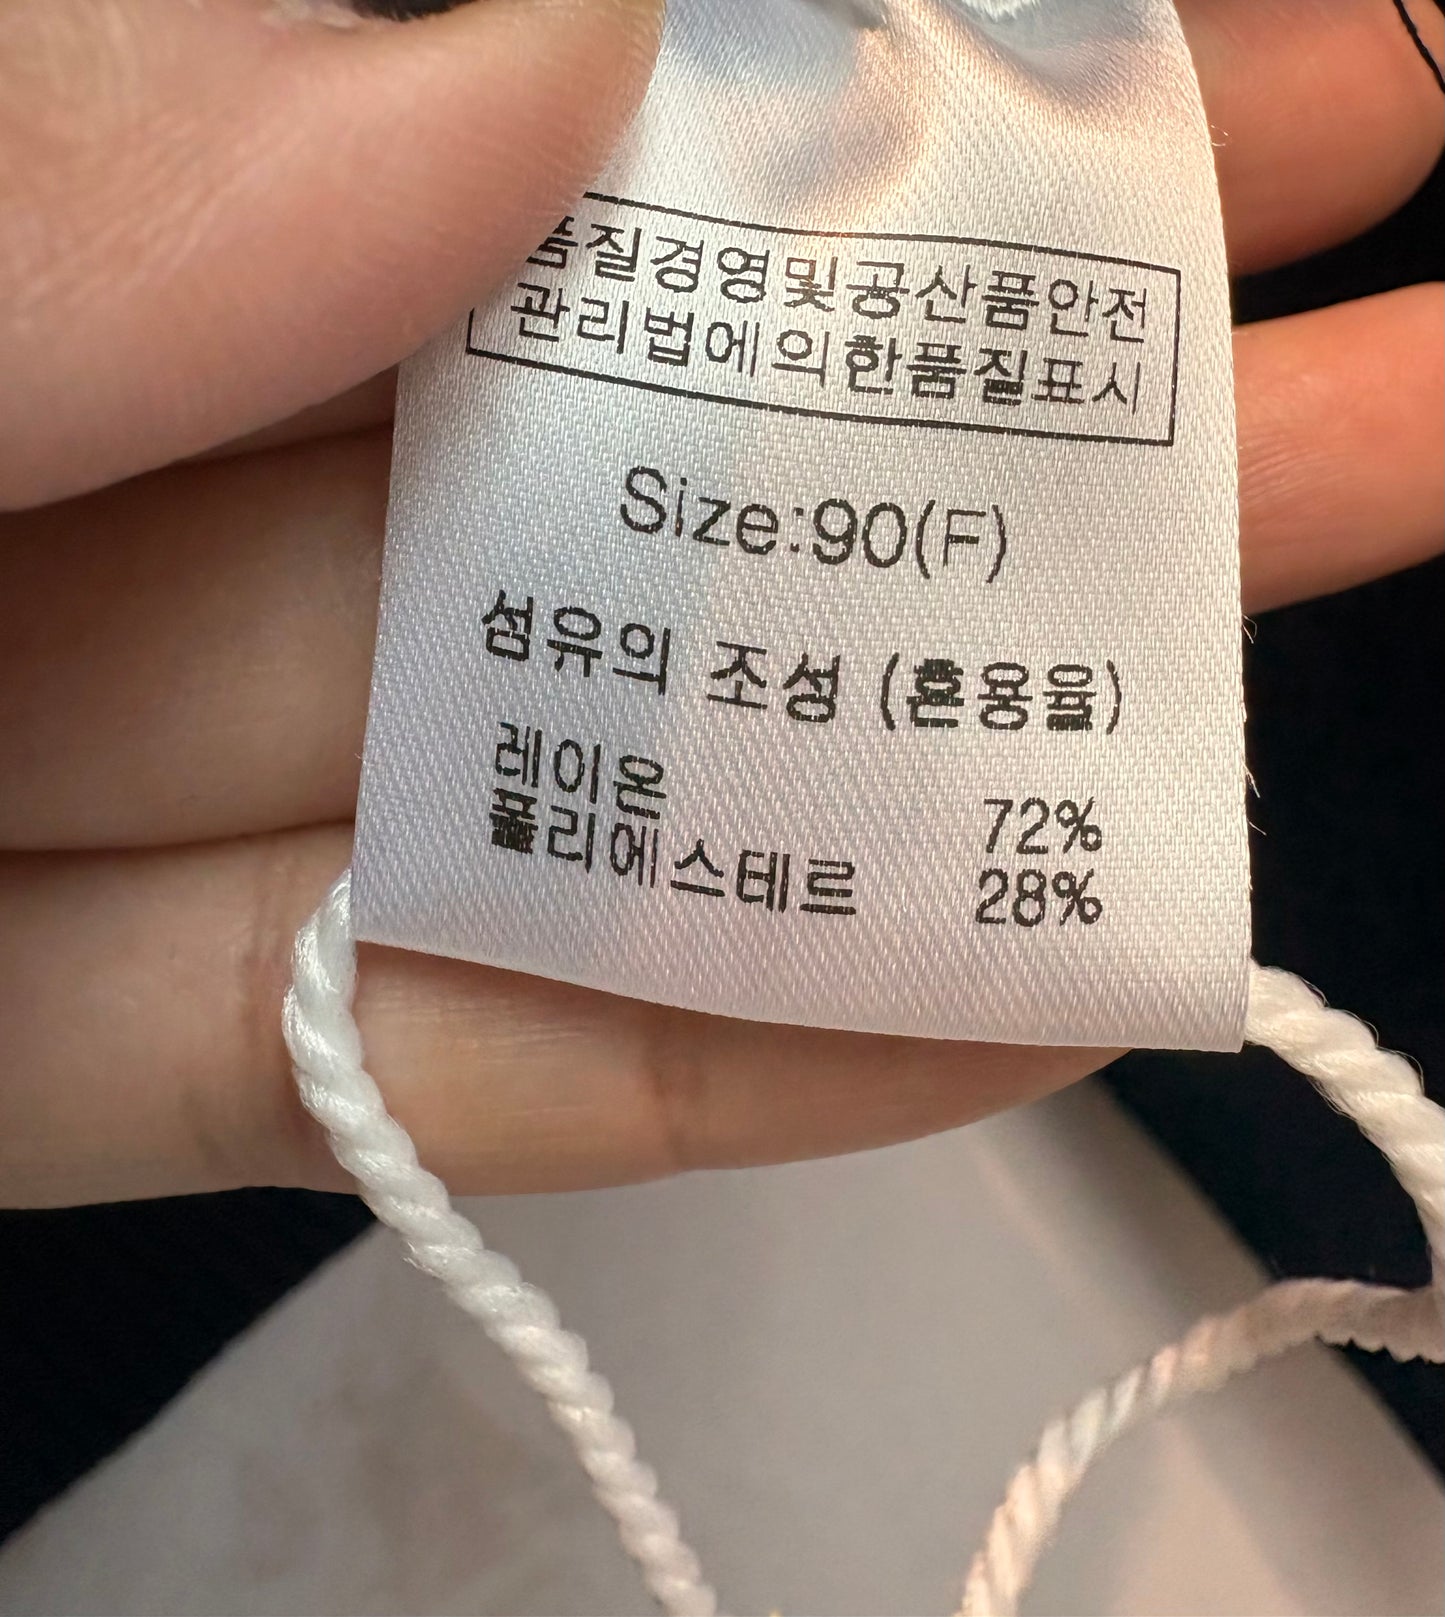 품질경영및공산품안전
관리법에의한품질표시
Size:90(F)
섬유의 조성 (혼용율)
레이온 72%
폴리에스테르 28%